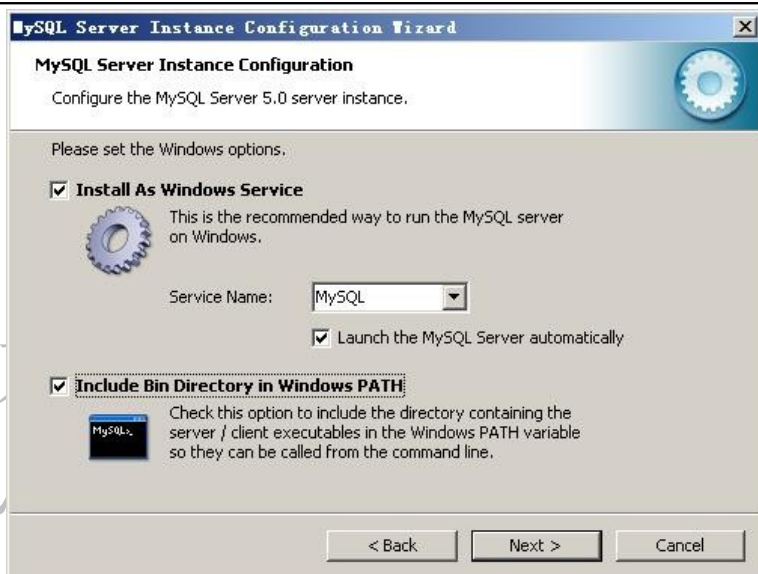 MySQL Server Instance Configuration Wizard
MySQL Server Instance Configuration
Configure the MySQL Server 5.0 server instance.
Please set the Windows options.
Install As Windows Service
This is the recommended way to run the MySQL server
on Windows.
Service Name:
MySQL
Launch the MySQL Server automatically
Include Bin Directory in Windows PATH
MySQL>_
Check this option to include the directory containing the
server / client executables in the Windows PATH variable
so they can be called from the command line.
< Back
Next >
Cancel